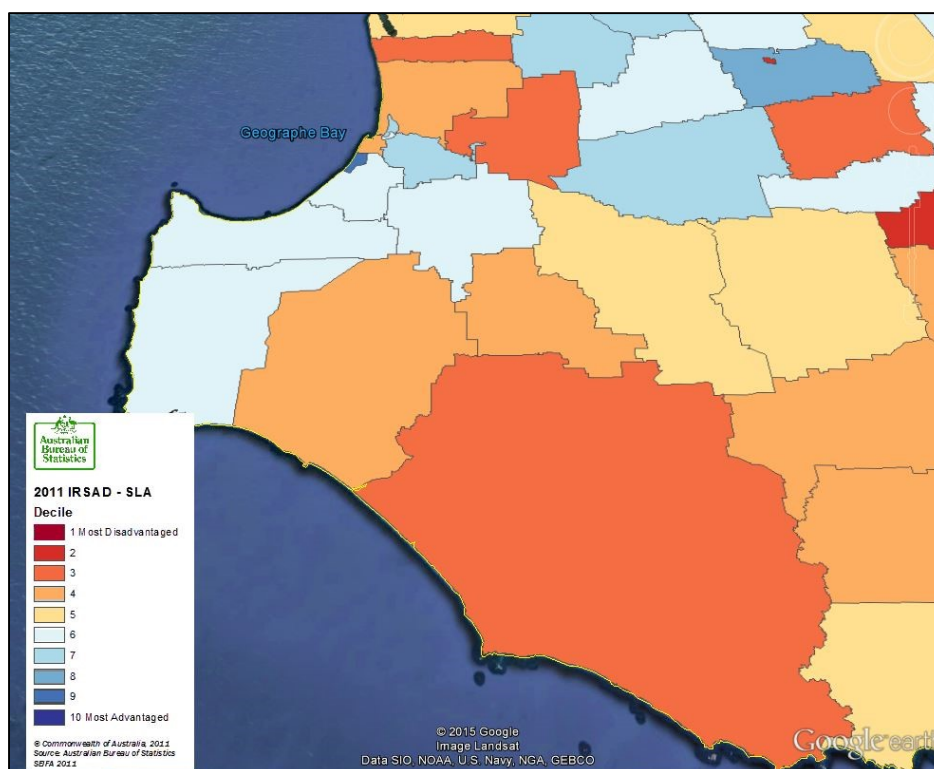 Geographe Bay
Australian
Bureau of
Statistics
2011 IRSAD - SLA
Decile
1 Most Disadvantaged
2
3
4
5
6
7
8
9
10 Most Advantaged
© Commonwealth of Australia, 2011
Source: Australian Bureau of Statistics
SEIFA 2011
© 2015 Google
Image Landsat
Data SIO, NOAA, U.S. Navy, NGA, GEBCO
Google earth